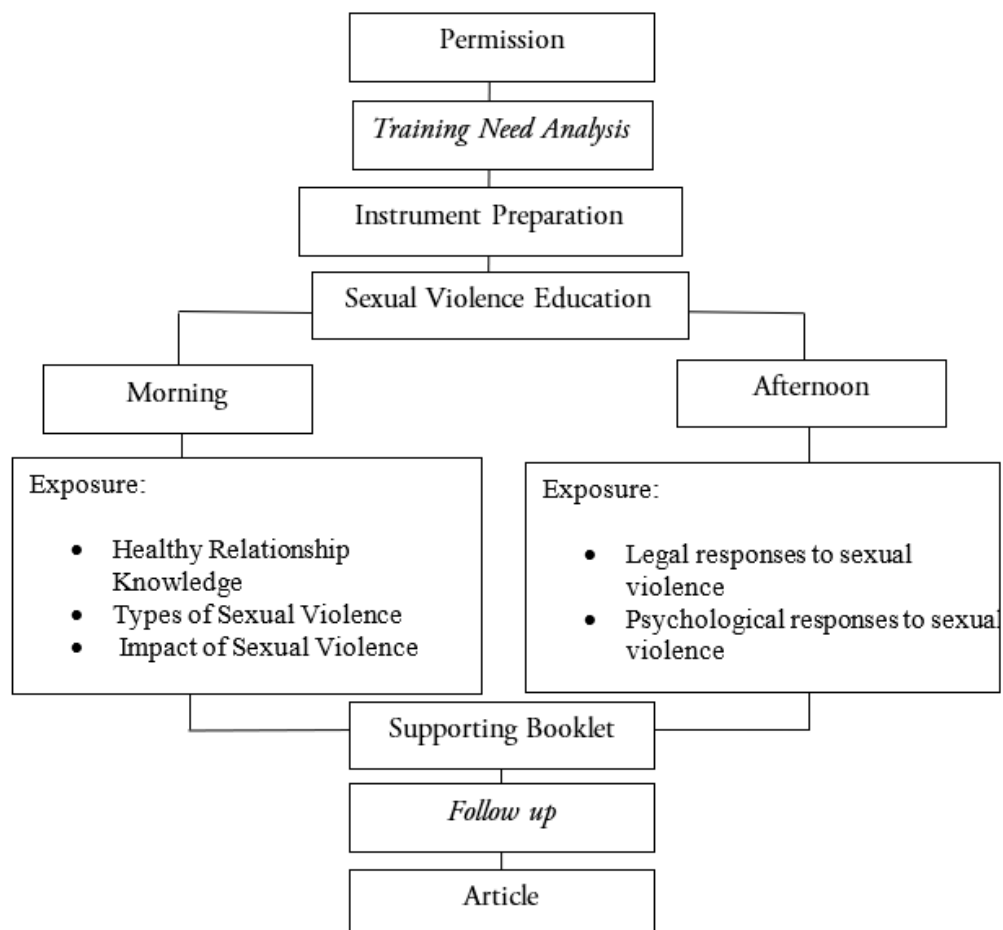 Permission
Training Need Analysis
Instrument Preparation
Sexual Violence Education
Morning
Exposure:
• Healthy Relationship
Knowledge
• Types of Sexual Violence
• Impact of Sexual Violence
Afternoon
Exposure:
• Legal responses to sexual
violence
• Psychological responses to sexual
violence
Supporting Booklet
Follow up
Article